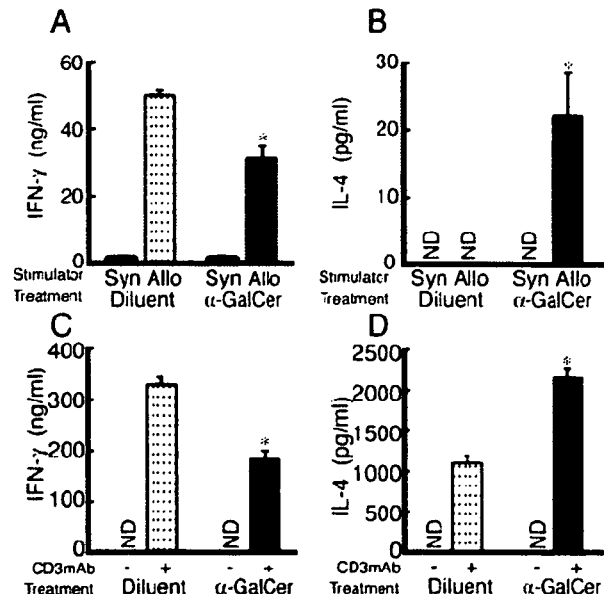 A
60
40
20
0
IFN-γ (ng/ml)
*
Stimulator Syn Allo Syn Allo
Treatment Diluent α-GalCer
B
30
20
10
0
IL-4 (pg/ml)
ND ND ND
*
Stimulator Syn Allo Syn Allo
Treatment Diluent α-GalCer
C
400
300
200
100
0
IFN-γ (ng/ml)
ND ND
*
CD3mAb - + - +
Treatment Diluent α-GalCer
D
2500
2000
1500
1000
500
0
IL-4 (pg/ml)
ND ND
*
CD3mAb - + - +
Treatment Diluent α-GalCer